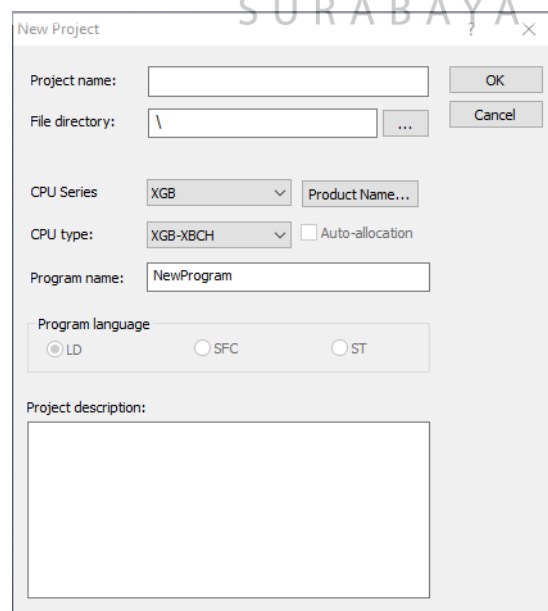 SURABAYA
New Project ? ×
Project name: OK
File directory: \ ... Cancel
CPU Series XGB Product Name...
CPU type: XGB-XBCH Auto-allocation
Program name: NewProgram
Program language
LD SFC ST
Project description: